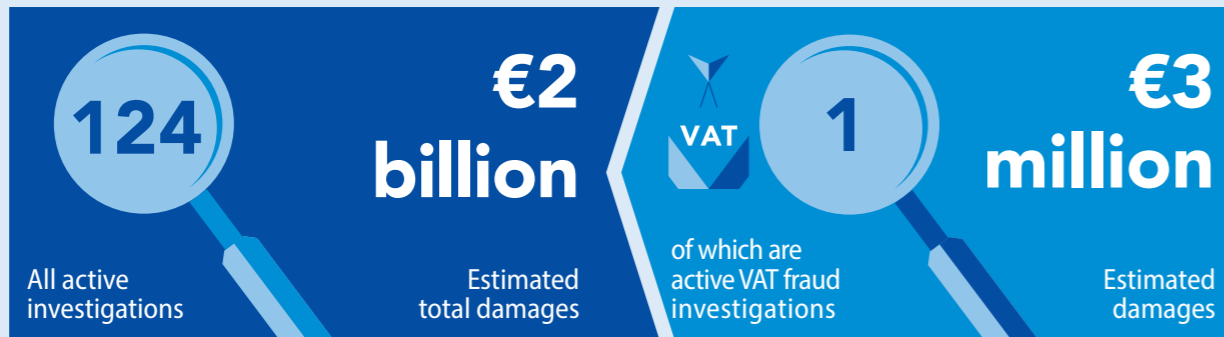 124
€2
billion
All active
investigations
Estimated
total damages
VAT
1
€3
million
of which are
active VAT fraud
investigations
Estimated
damages